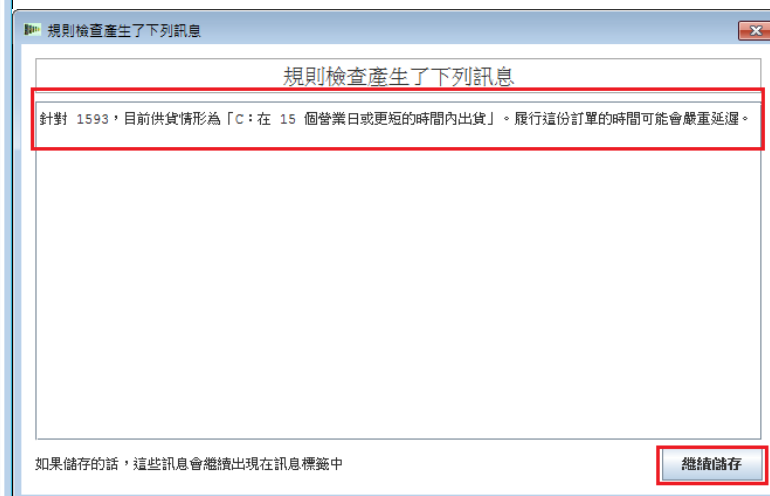 規則檢查產生了下列訊息
規則檢查產生了下列訊息
針對 1593，目前供貨情形為「C：在 15 個營業日或更短的時間內出貨」。履行這份訂單的時間可能會嚴重延遲。
如果儲存的話，這些訊息會繼續出現在訊息標籤中
繼續儲存